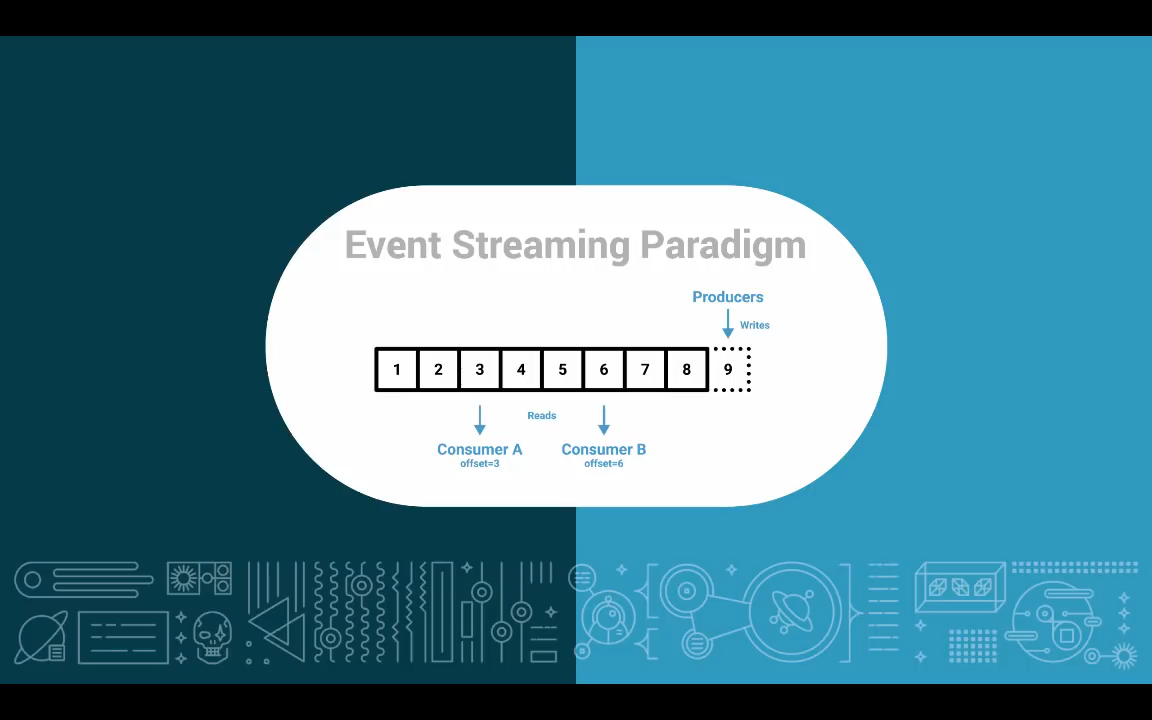 Event Streaming Paradigm
Producers
Writes
1 2 3 4 5 6 7 8 9
Reads
Consumer A Consumer B
offset=3 offset=6